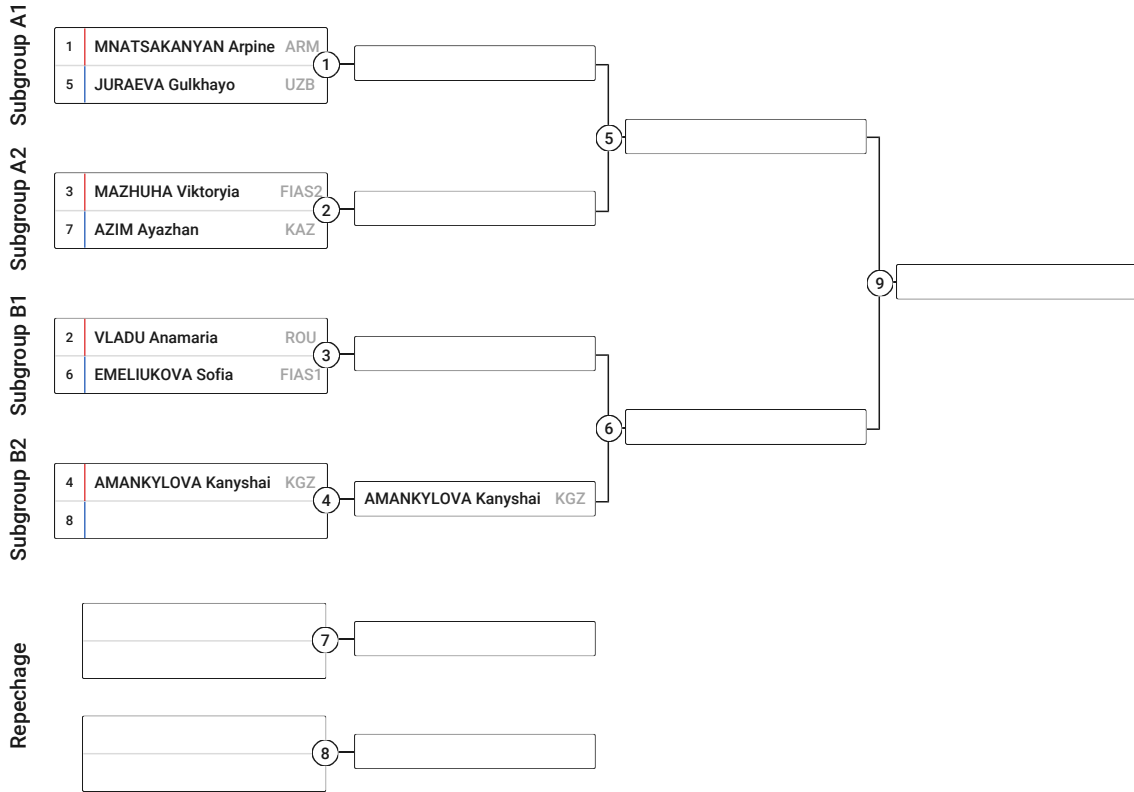 Subgroup A1
1 MNATSAKANYAN Arpine ARM
5 JURAEVA Gulkhayo UZB
1
5
Subgroup A2
3 MAZHUHA Viktoryia FIAS2
7 AZIM Ayazhan KAZ
2
9
Subgroup B1
2 VLADU Anamaria ROU
6 EMELIUKOVA Sofia FIAS1
3
6
Subgroup B2
4 AMANKYLOVA Kanyshai KGZ
8
4
AMANKYLOVA Kanyshai KGZ
Repechage
7
8